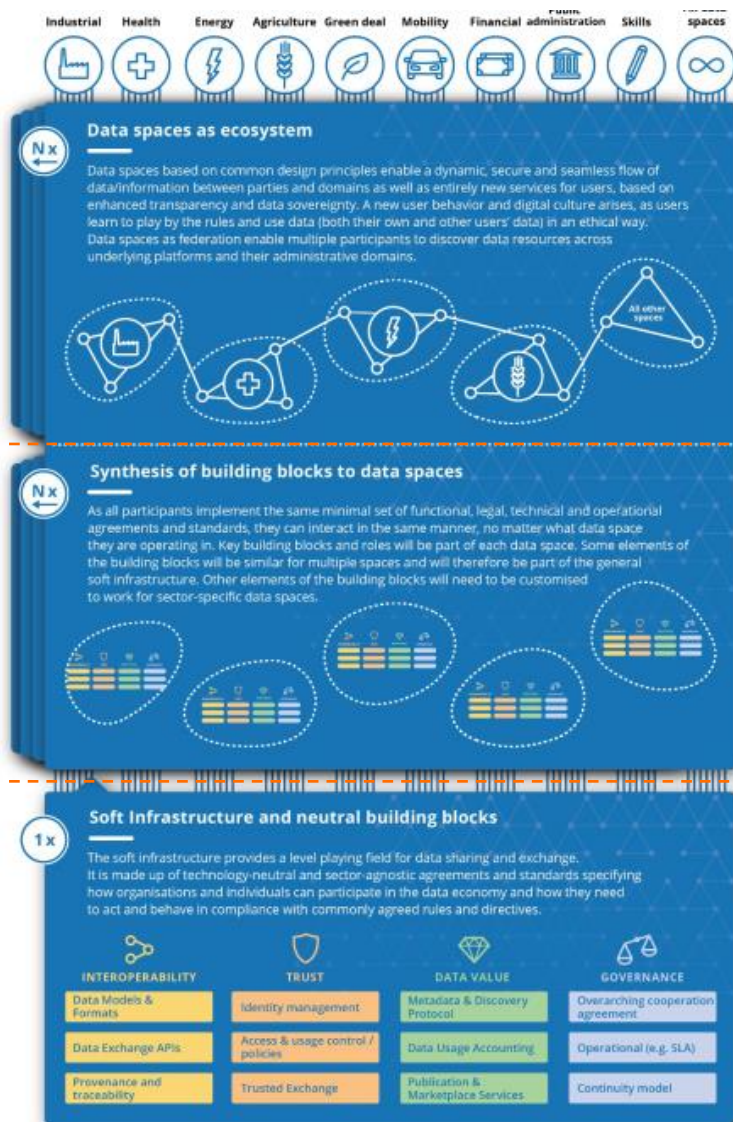 Industrial Health Energy Agriculture Green deal Mobility Financial Public administration Skills spaces
N x
Data spaces as ecosystem
Data spaces based on common design principles enable a dynamic, secure and seamless flow of
data/information between parties and domains as well as entirely new services for users, based on
enhanced transparency and data sovereignty. A new user behavior and digital culture arises, as users
learn to play by the rules and use data (both their own and other users' data) in an ethical way.
Data spaces as federation enable multiple participants to discover data resources across
underlying platforms and their administrative domains.
All other
spaces
N x
Synthesis of building blocks to data spaces
As all participants implement the same minimal set of functional, legal, technical and operational
agreements and standards, they can interact in the same manner, no matter what data space
they are operating in. Key building blocks and roles will be part of each data space. Some elements of
the building blocks will be similar for multiple spaces and will therefore be part of the general
soft infrastructure. Other elements of the building blocks will need to be customised
to work for sector-specific data spaces.
1 x
Soft Infrastructure and neutral building blocks
The soft infrastructure provides a level playing field for data sharing and exchange.
It is made up of technology-neutral and sector-agnostic agreements and standards specifying
how organisations and individuals can participate in the data economy and how they need
to act and behave in compliance with commonly agreed rules and directives.
INTEROPERABILITY TRUST DATA VALUE GOVERNANCE
Data Models &
Formats
Identity management
Metadata & Discovery
Protocol
Overarching cooperation
agreement
Data Exchange APIs
Access & usage control /
policies
Data Usage Accounting
Operational (e.g. SLA)
Provenance and
traceability
Trusted Exchange
Publication &
Marketplace Services
Continuity model